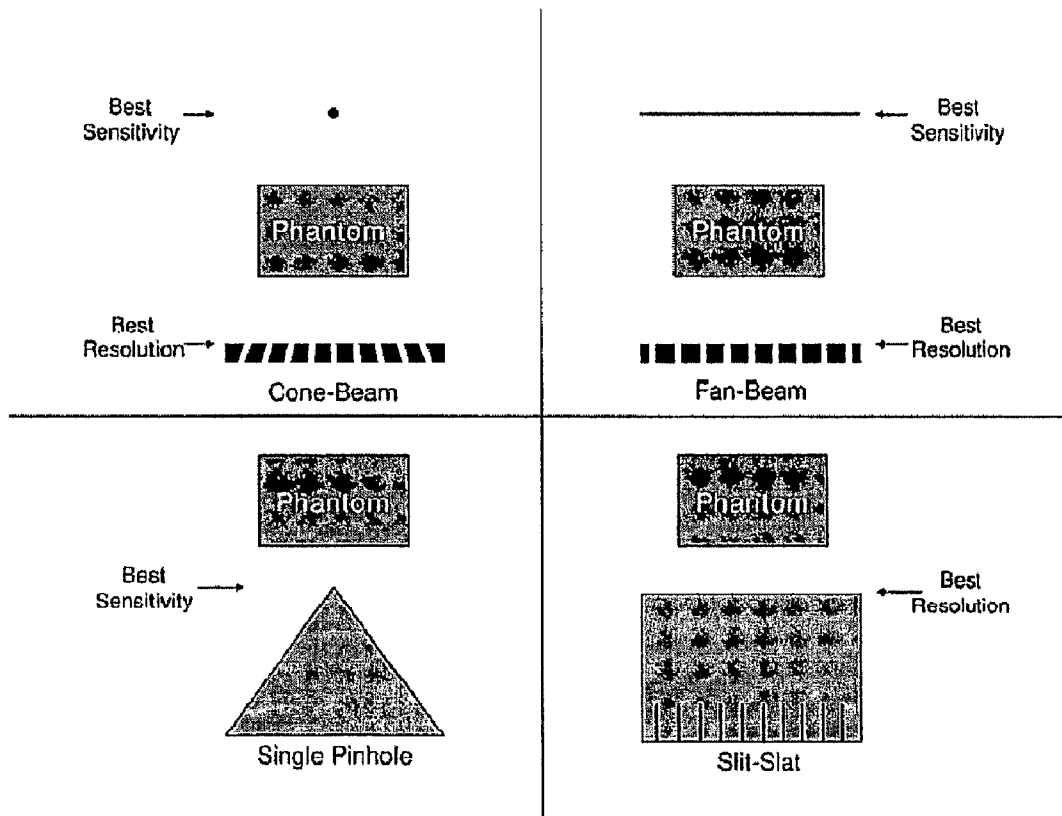 Best
Sensitivity
Phantom
Best
Resolution
Cone-Beam
Best
Sensitivity
Phantom
Best
Resolution
Fan-Beam
Phantom
Best
Sensitivity
Single Pinhole
Phantom
Best
Resolution
Slit-Slat